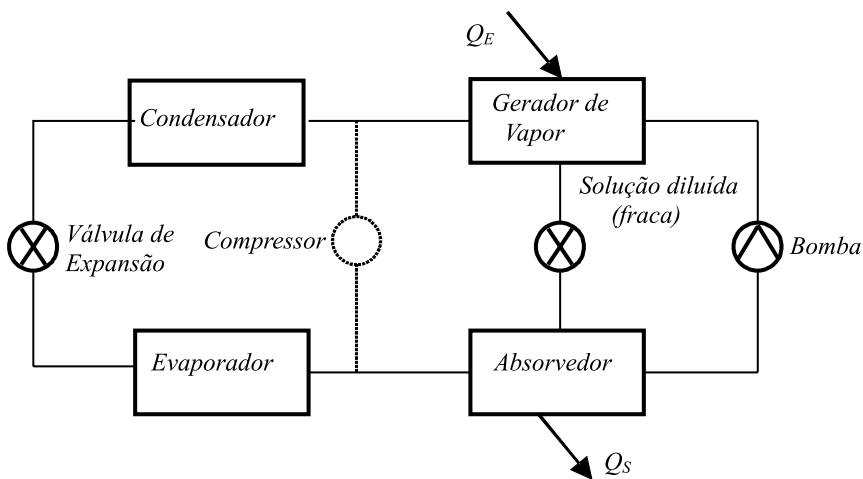 Q_E
Condensador
Gerador de
Vapor
Solução diluída
(fraca)
Válvula de
Expansão
Compressor
Bomba
Evaporador
Absorvedor
Q_S